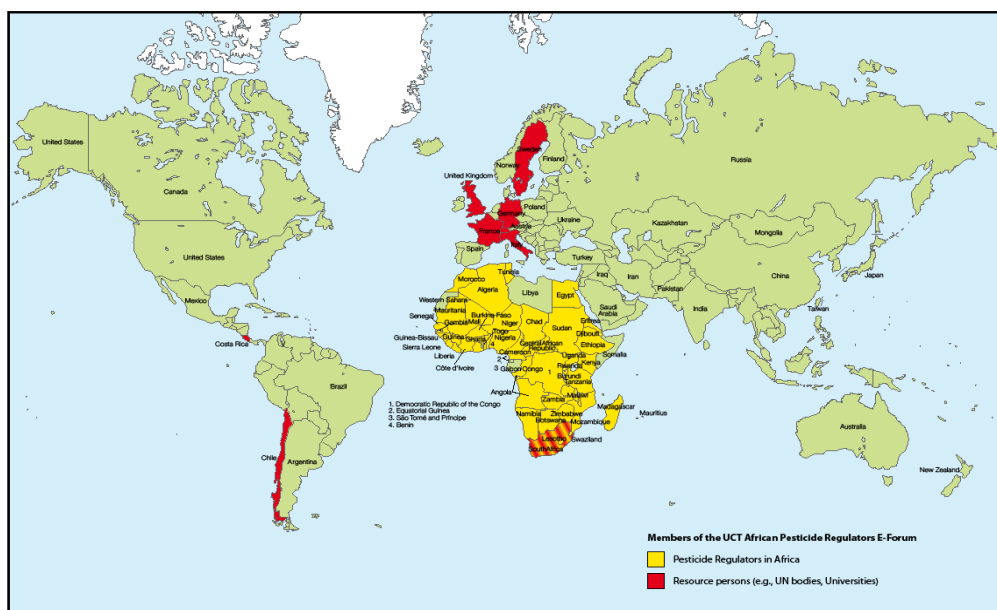 United States
Canada
United States
Mexico
Costa Rica
Brazil
Chile
Argentina
Sweden
Norway
Finland
United Kingdom
Russia
Poland
Germany
Ukraine
Austria
France
Italy
Spain
Turkey
Kazakhstan
Mongolia
China
Japan
Iraq
Iran
Pakistan
Saudi
Arabia
India
Taiwan
Tunisia
Morocco
Algeria
Libya
Egypt
Western Sahara
Mauritania
Senegal
Gambia
Mali
Burkina Faso
Niger
Chad
Sudan
Eritrea
Djibouti
Guinea-Bissau
Guinea
Ghana
Togo
Nigeria
4
Central African
Republic
Ethiopia
Sierra Leone
Liberia
Côte d'Ivoire
Cameroon
2
3
Gabon
Congo
1
Uganda
Kenya
Somalia
Rwanda
Burundi
Tanzania
Angola
Zambia
Malawi
Madagascar
Mauritius
Namibia
Zimbabwe
Botswana
Mozambique
Lesotho
Swaziland
South Africa
1. Democratic Republic of the Congo
2. Equatorial Guinea
3. São Tomé and Príncipe
4. Benin
Australia
New Zealand
Members of the UCT African Pesticide Regulators E-Forum
Pesticide Regulators in Africa
Resource persons (e.g., UN bodies, Universities)